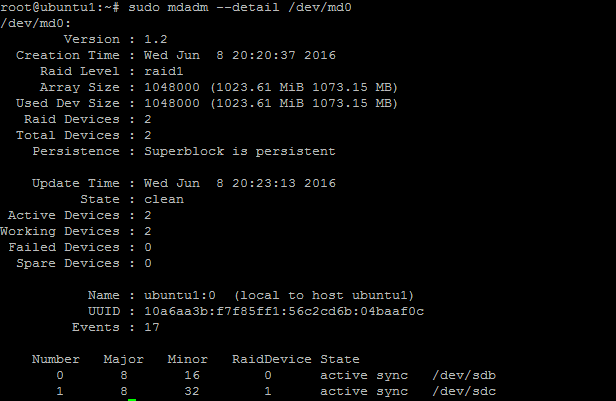 root@ubuntu1:~# sudo mdadm --detail /dev/md0
/dev/md0:
Version : 1.2
Creation Time : Wed Jun  8 20:20:37 2016
Raid Level : raid1
Array Size : 1048000 (1023.61 MiB 1073.15 MB)
Used Dev Size : 1048000 (1023.61 MiB 1073.15 MB)
Raid Devices : 2
Total Devices : 2
Persistence : Superblock is persistent
Update Time : Wed Jun  8 20:23:13 2016
State : clean
Active Devices : 2
Working Devices : 2
Failed Devices : 0
Spare Devices : 0
Name : ubuntu1:0  (local to host ubuntu1)
UUID : 10a6aa3b:f7f85ff1:56c2cd6b:04baaf0c
Events : 17
Number   Major   Minor   RaidDevice State
0       8       16        0      active sync   /dev/sdb
1       8       32        1      active sync   /dev/sdc